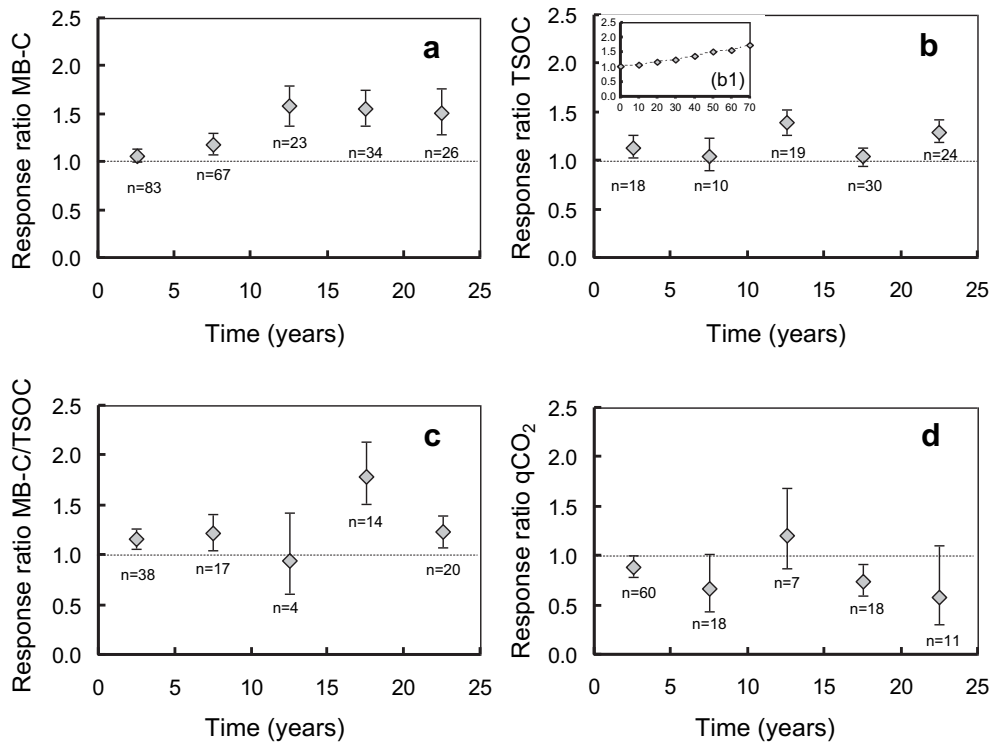 Response ratio MB-C
2.5
2.0
1.5
1.0
0.5
0.0
a
n=83
n=67
n=23
n=34
n=26
0 5 10 15 20 25
Time (years)
Response ratio TSOC
2.5
2.0
1.5
1.0
0.5
0.0
2.5
2.0
1.5
1.0
0.5
0.0
(b1)
0 10 20 30 40 50 60 70
b
n=18
n=10
n=19
n=30
n=24
0 5 10 15 20 25
Time (years)
Response ratio MB-C/TSOC
2.5
2.0
1.5
1.0
0.5
0.0
c
n=38
n=17
n=4
n=14
n=20
0 5 10 15 20 25
Time (years)
Response ratio qCO₂
2.5
2.0
1.5
1.0
0.5
0.0
d
n=60
n=18
n=7
n=18
n=11
0 5 10 15 20 25
Time (years)